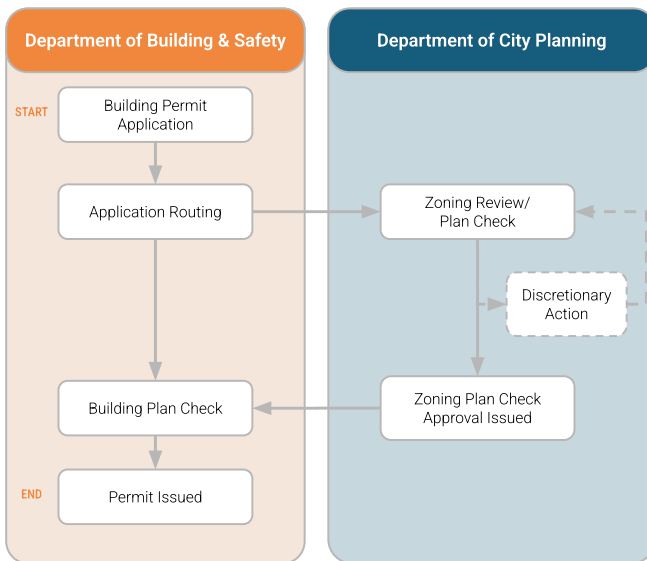 Department of Building & Safety
Department of City Planning
START
Building Permit
Application
Application Routing
Zoning Review/
Plan Check
Discretionary
Action
Building Plan Check
Zoning Plan Check
Approval Issued
END
Permit Issued